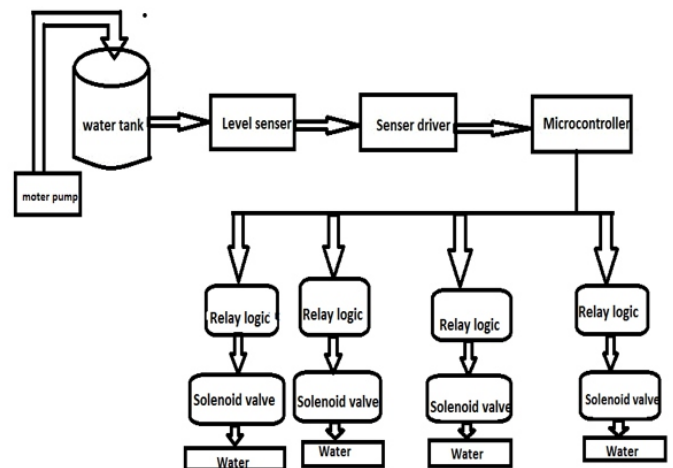 water tank
Level senser
Senser driver
Microcontroller
moter pump
Relay logic
Relay logic
Relay logic
Relay logic
Solenoid valve
Solenoid valve
Solenoid valve
Solenoid valve
Water
Water
Water
Water